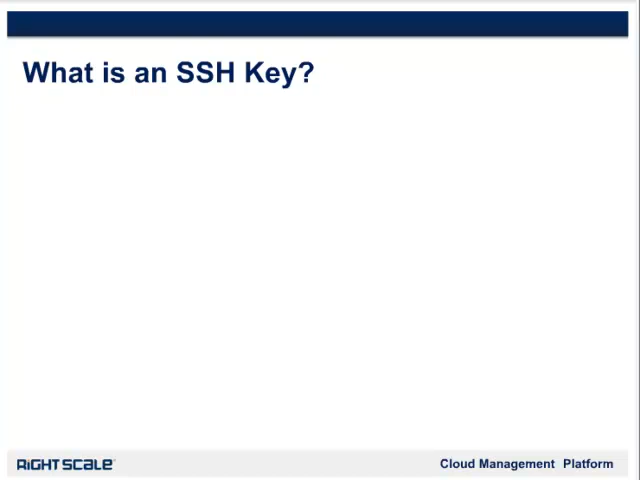 What is an SSH Key?
RIGHTSCALE
Cloud Management Platform